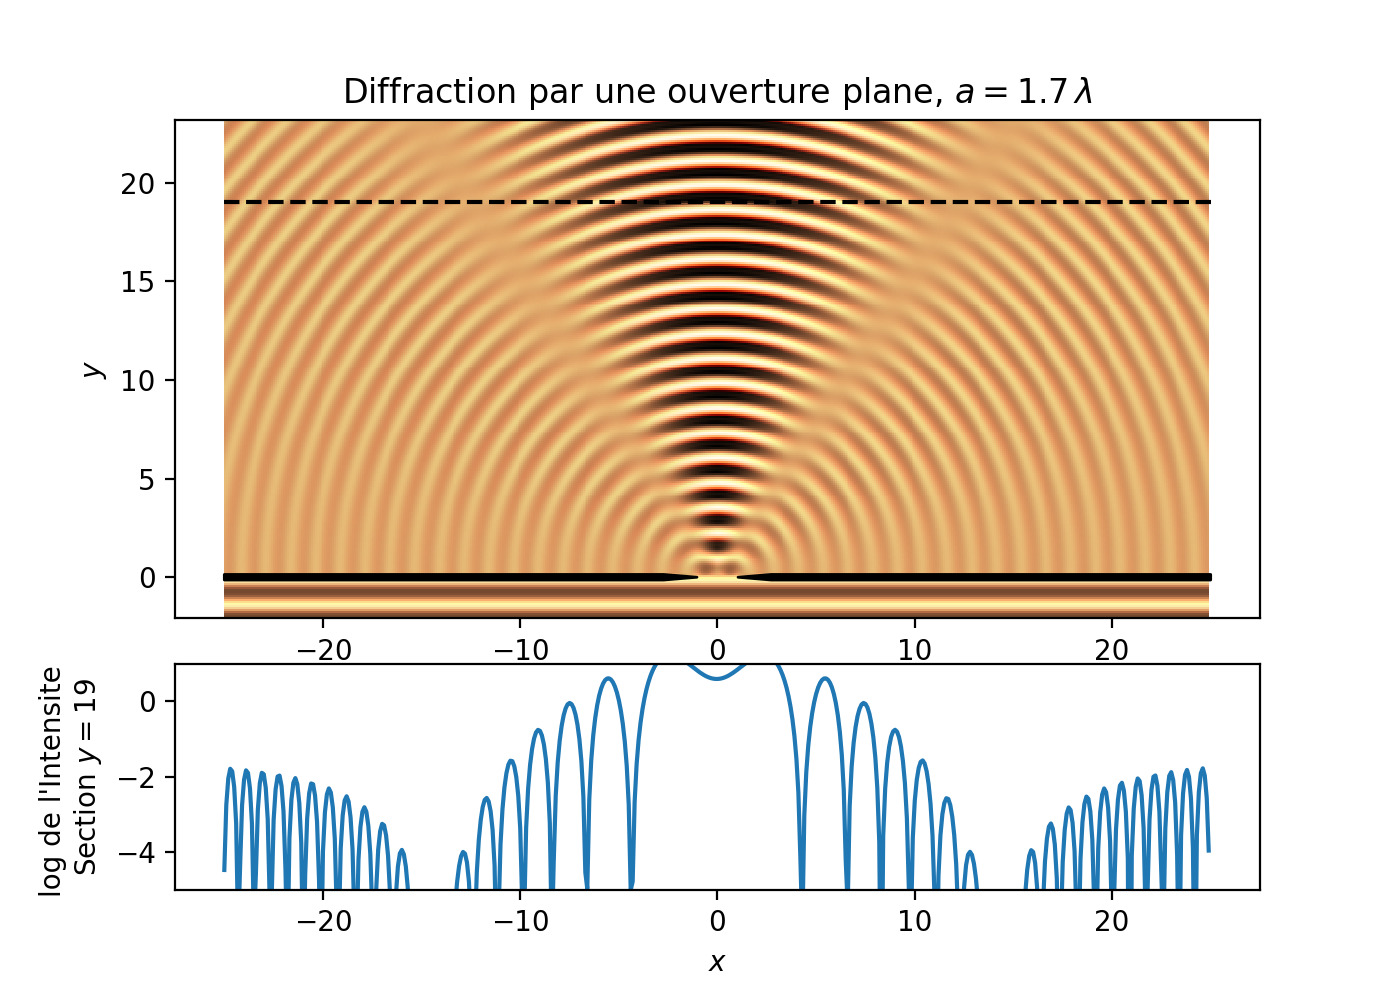 Diffraction par une ouverture plane, a = 1.7 λ
y
20
15
10
5
0
−20 −10 0 10 20
log de l'Intensite
Section y = 19
0
−2
−4
−20 −10 0 10 20
x